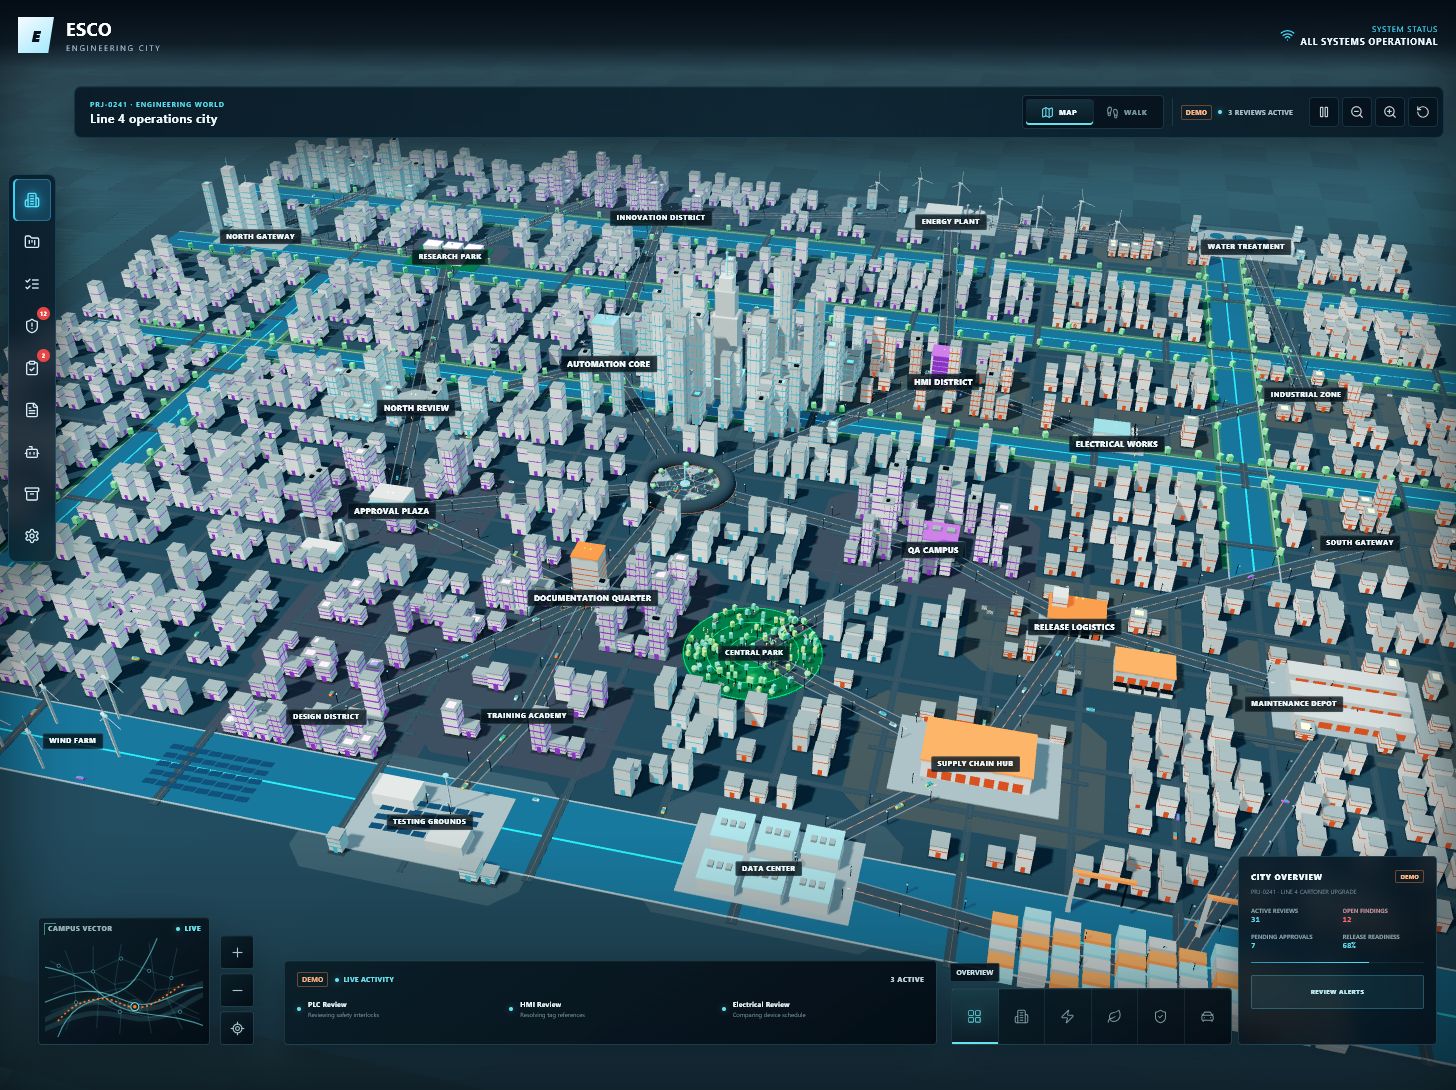 E
ESCO
ENGINEERING CITY
SYSTEM STATUS
ALL SYSTEMS OPERATIONAL
PRJ-0241 · ENGINEERING WORLD
Line 4 operations city
MAP
WALK
DEMO
3 REVIEWS ACTIVE
12
2
NORTH GATEWAY
RESEARCH PARK
INNOVATION DISTRICT
ENERGY PLANT
WATER TREATMENT
AUTOMATION CORE
HMI DISTRICT
NORTH REVIEW
INDUSTRIAL ZONE
ELECTRICAL WORKS
APPROVAL PLAZA
QA CAMPUS
SOUTH GATEWAY
DOCUMENTATION QUARTER
RELEASE LOGISTICS
CENTRAL PARK
DESIGN DISTRICT
TRAINING ACADEMY
MAINTENANCE DEPOT
WIND FARM
SUPPLY CHAIN HUB
TESTING GROUNDS
DATA CENTER
CAMPUS VECTOR
LIVE
DEMO
LIVE ACTIVITY
3 ACTIVE
PLC Review
Reviewing safety interlocks
HMI Review
Resolving tag references
Electrical Review
Comparing device schedule
OVERVIEW
CITY OVERVIEW
DEMO
PRJ-0241 · LINE 4 CARTONER UPGRADE
ACTIVE REVIEWS
31
OPEN FINDINGS
12
PENDING APPROVALS
7
RELEASE READINESS
68%
REVIEW ALERTS